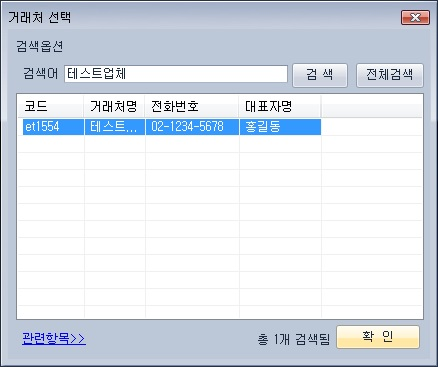 거래처 선택
검색옵션
검색어 테스트업체 검 색 전체검색
코드 거래처명 전화번호 대표자명
et1554 테스트... 02-1234-5678 홍길동
관련항목>> 총 1개 검색됨 확 인